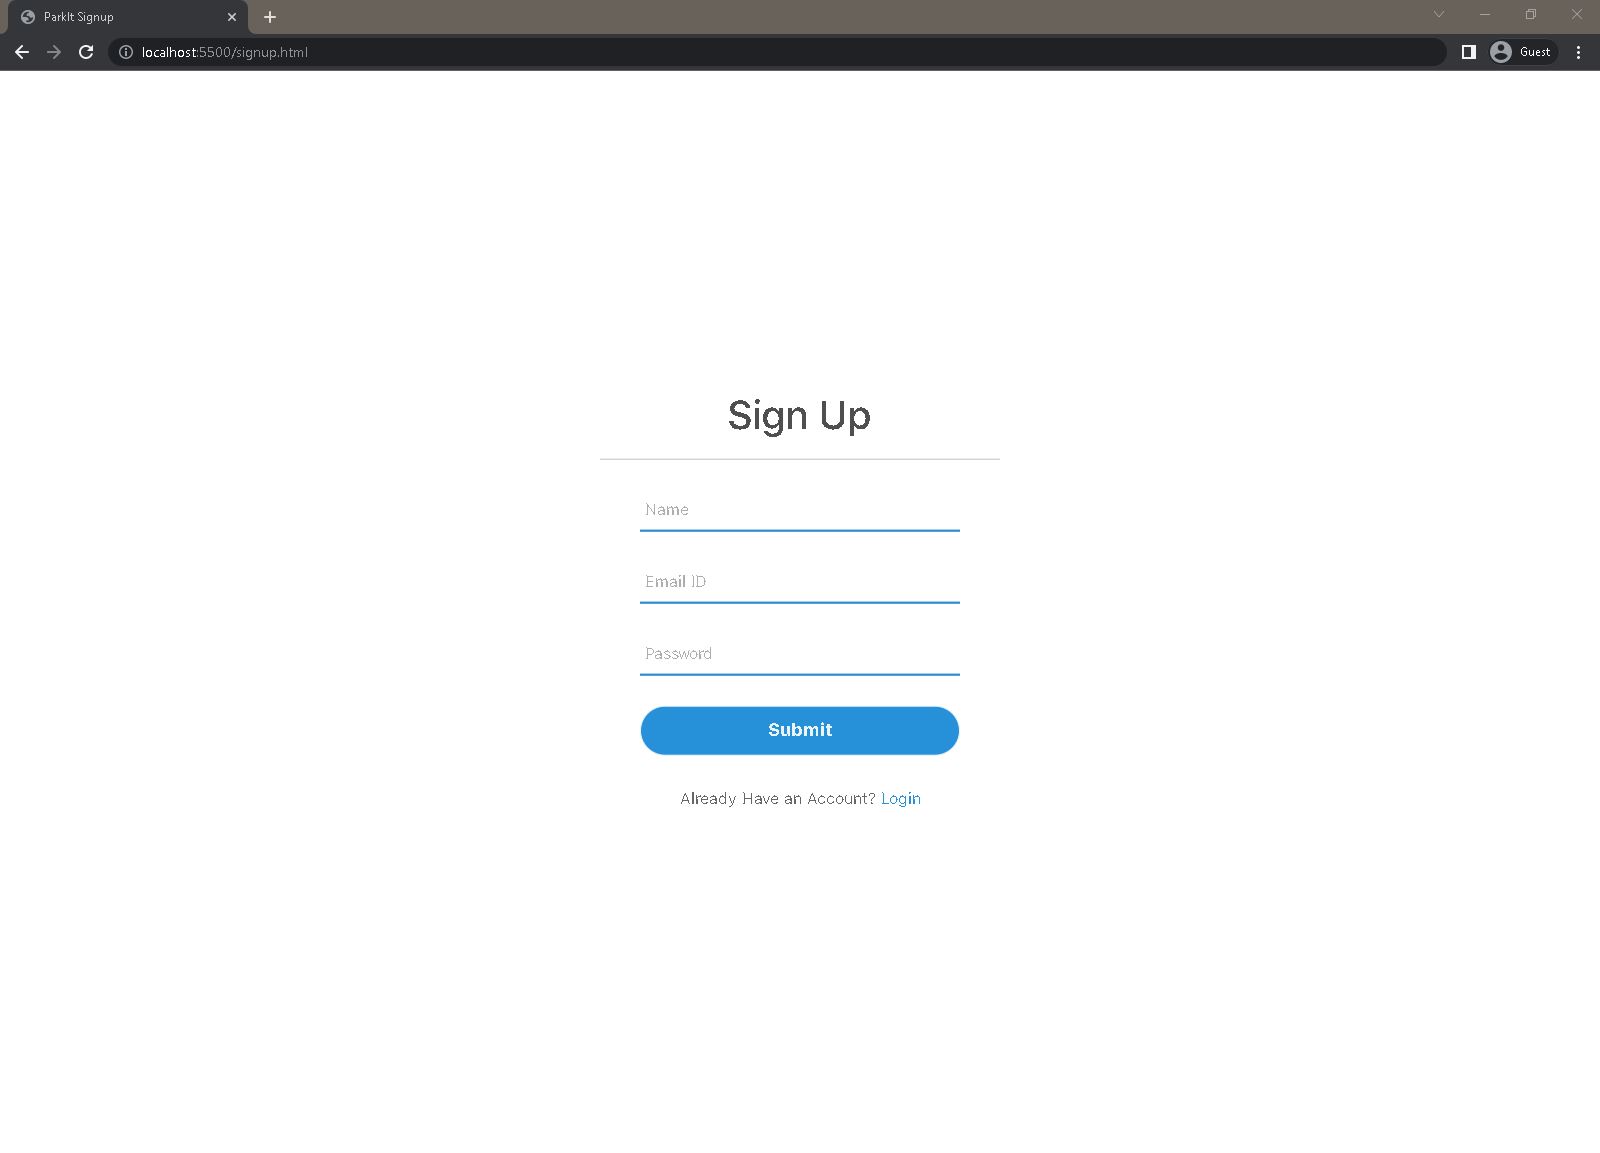 ParkIt Signup
localhost:5500/signup.html
Guest
Sign Up
Name
Email ID
Password
Submit
Already Have an Account? Login